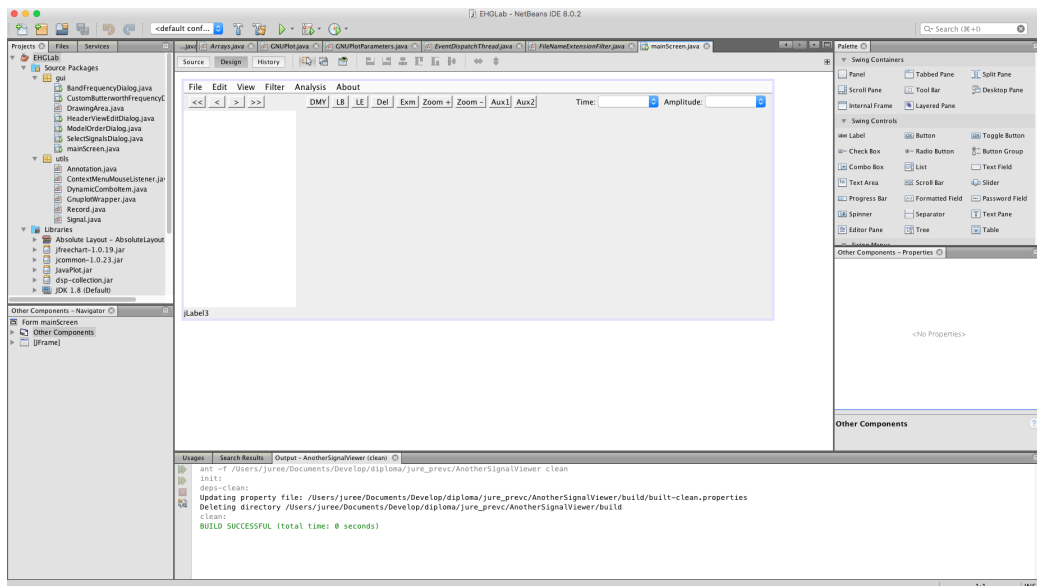 EHGLab - NetBeans IDE 8.0.2
<default conf...
Search (⌘+I)
Projects Files Services
EHGLab
Source Packages
gui
BandFrequencyDialog.java
CustomButterworthFrequencyD
DrawingArea.java
HeaderViewEditDialog.java
ModelOrderDialog.java
SelectSignalsDialog.java
mainScreen.java
utils
Annotation.java
ContextMenuMouseListener.jav
DynamicComboItem.java
GnuplotWrapper.java
Record.java
Signal.java
Libraries
Absolute Layout - AbsoluteLayout
jfreechart-1.0.19.jar
jcommon-1.0.23.jar
JavaPlot.jar
dsp-collection.jar
JDK 1.8 (Default)
Other Components - Navigator
Form mainScreen
Other Components
[JFrame]
...java Arrays.java GNUPlot.java GNUPlotParameters.java EventDispatchThread.java FileNameExtensionFilter.java mainScreen.java
Source Design History
File Edit View Filter Analysis About
<< < > >> DMY LB LE Del Exm Zoom + Zoom - Aux1 Aux2 Time: Amplitude:
jLabel3
Palette
Swing Containers
Panel Tabbed Pane Split Pane
Scroll Pane Tool Bar Desktop Pane
Internal Frame Layered Pane
Swing Controls
label Label Button Toggle Button
Check Box Radio Button Button Group
Combo Box List Text Field
Text Area Scroll Bar Slider
Progress Bar Formatted Field Password Field
Spinner Separator Text Pane
Editor Pane Tree Table
Swing Menus
Other Components - Properties
<No Properties>
Other Components
?
Usages Search Results Output - AnotherSignalViewer (clean)
ant -f /Users/juree/Documents/Develop/diploma/jure_prevc/AnotherSignalViewer clean
init:
deps-clean:
Updating property file: /Users/juree/Documents/Develop/diploma/jure_prevc/AnotherSignalViewer/build/built-clean.properties
Deleting directory /Users/juree/Documents/Develop/diploma/jure_prevc/AnotherSignalViewer/build
clean:
BUILD SUCCESSFUL (total time: 0 seconds)
1:1 INS